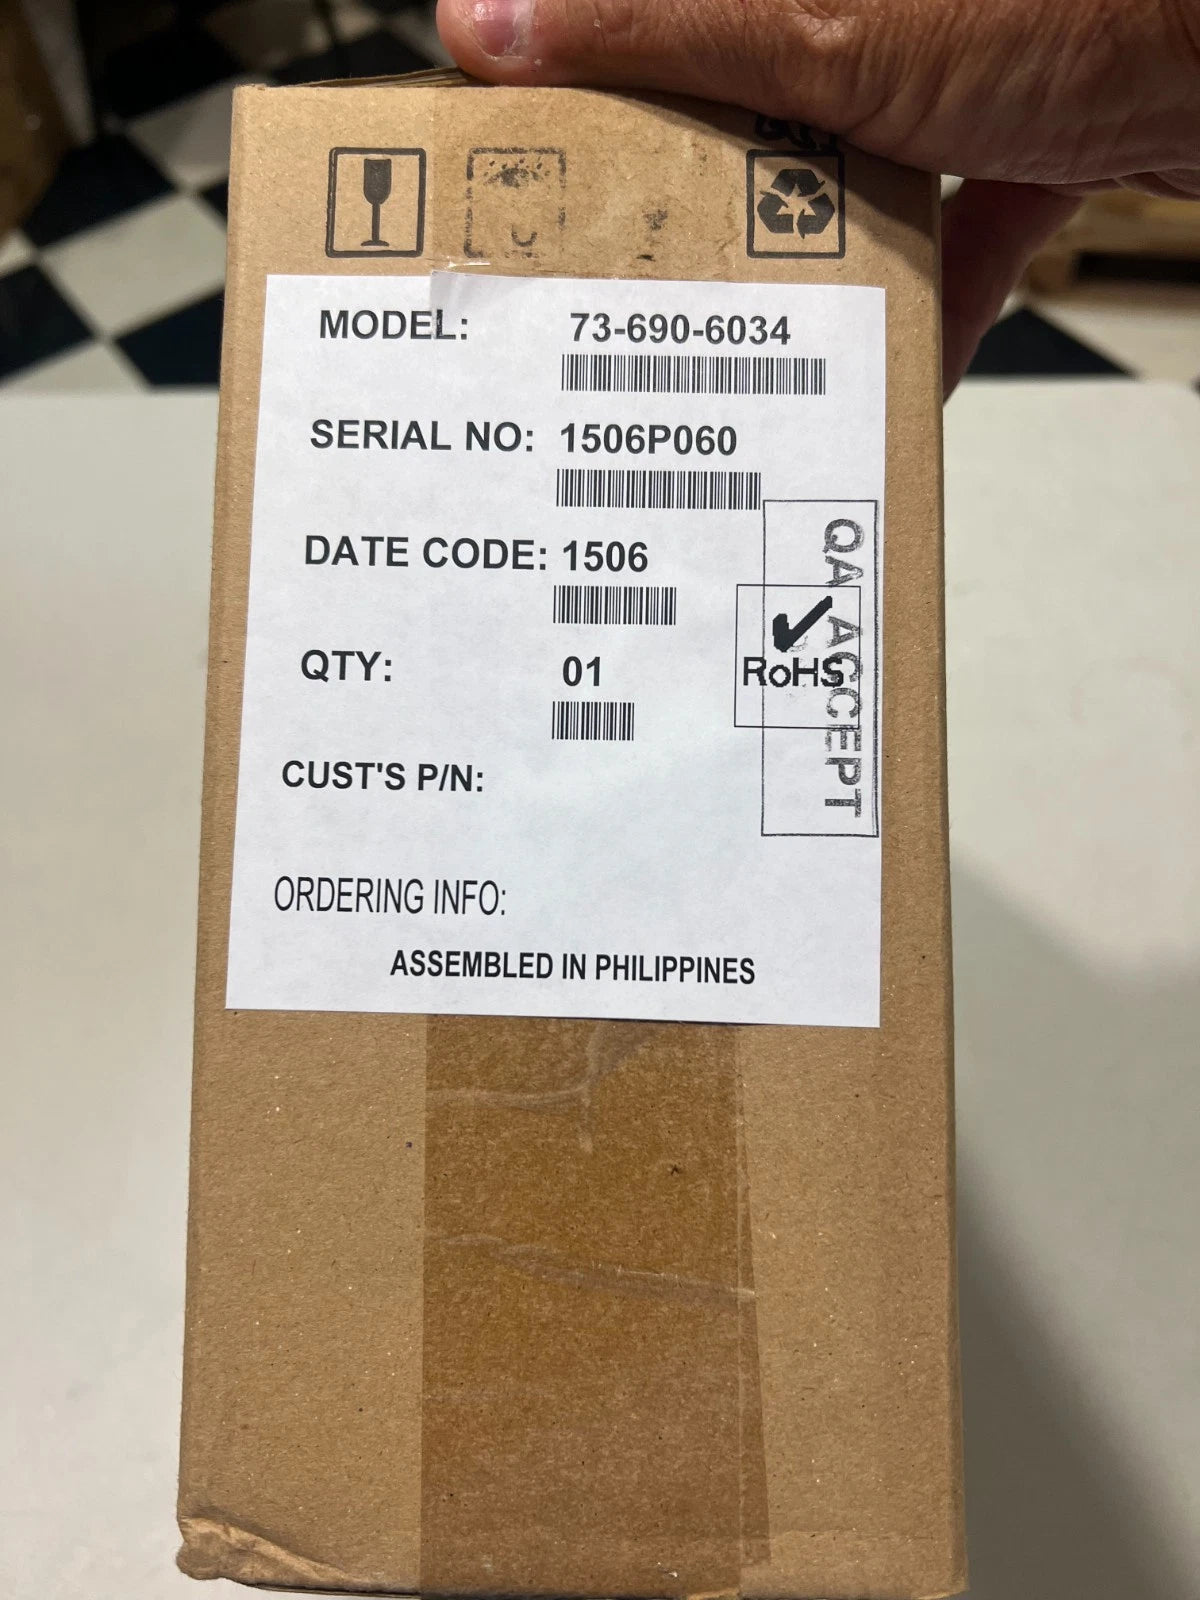 MODEL: 73-690-6034
SERIAL NO: 1506P060
DATE CODE: 1506
QTY: 01
QA ACCEPT
RoHS
CUST'S P/N:
ORDERING INFO:
ASSEMBLED IN PHILIPPINES